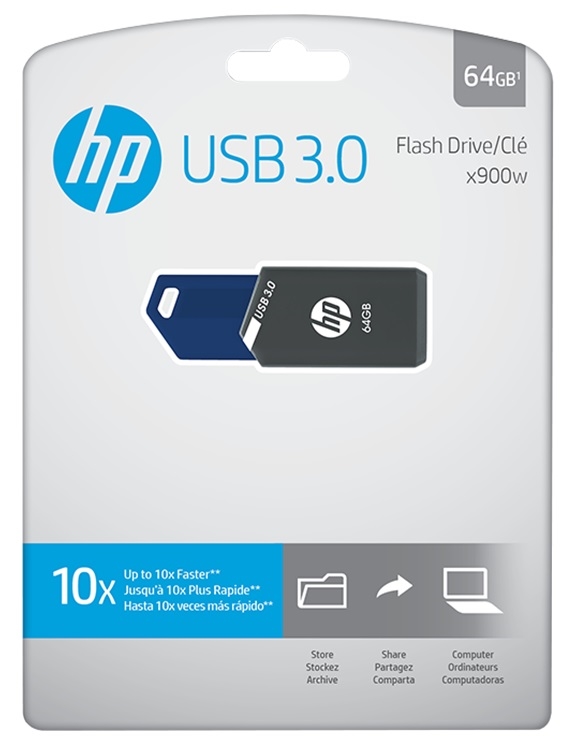 64GB¹
hp
USB 3.0
Flash Drive/Clé
x900w
USB 3.0
hp
64GB
10x
Up to 10x Faster**
Jusqu'à 10x Plus Rapide**
Hasta 10x veces más rápido**
Store
Stockez
Archive
Share
Partagez
Comparta
Computer
Ordinateurs
Computadoras